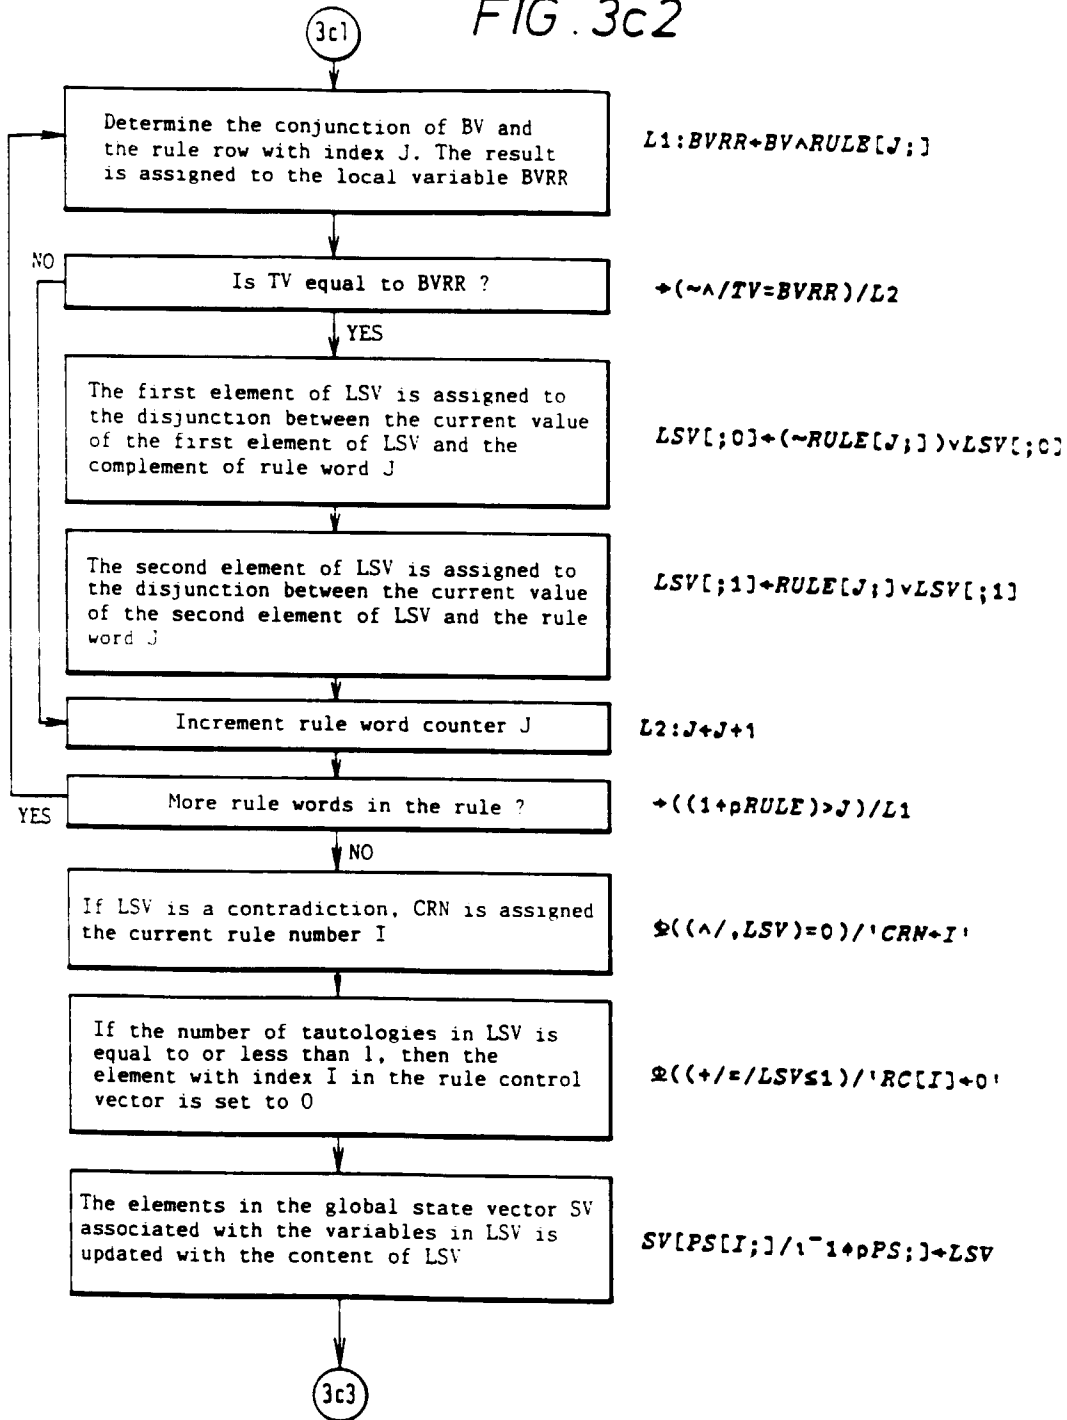 FIG. 3c2
3c1
Determine the conjunction of BV and
the rule row with index J. The result
is assigned to the local variable BVRR
L1:BVRR←BV∧RULE[J;]
NO
Is TV equal to BVRR ?
→(~∧/TV=BVRR)/L2
YES
The first element of LSV is assigned to
the disjunction between the current value
of the first element of LSV and the
complement of rule word J
LSV[;0]←(~RULE[J;])∨LSV[;0]
The second element of LSV is assigned to
the disjunction between the current value
of the second element of LSV and the rule
word J
LSV[;1]←RULE[J;]∨LSV[;1]
Increment rule word counter J
L2:J←J+1
More rule words in the rule ?
→((1↑⍴RULE)>J)/L1
YES
NO
If LSV is a contradiction, CRN is assigned
the current rule number I
⍎((∧/,LSV)=0)/'CRN←I'
If the number of tautologies in LSV is
equal to or less than 1, then the
element with index I in the rule control
vector is set to 0
⍎((+/=/LSV≤1)/'RC[I]←0'
The elements in the global state vector SV
associated with the variables in LSV is
updated with the content of LSV
SV[PS[I;]/⍳¯1↑⍴PS;]←LSV
3c3